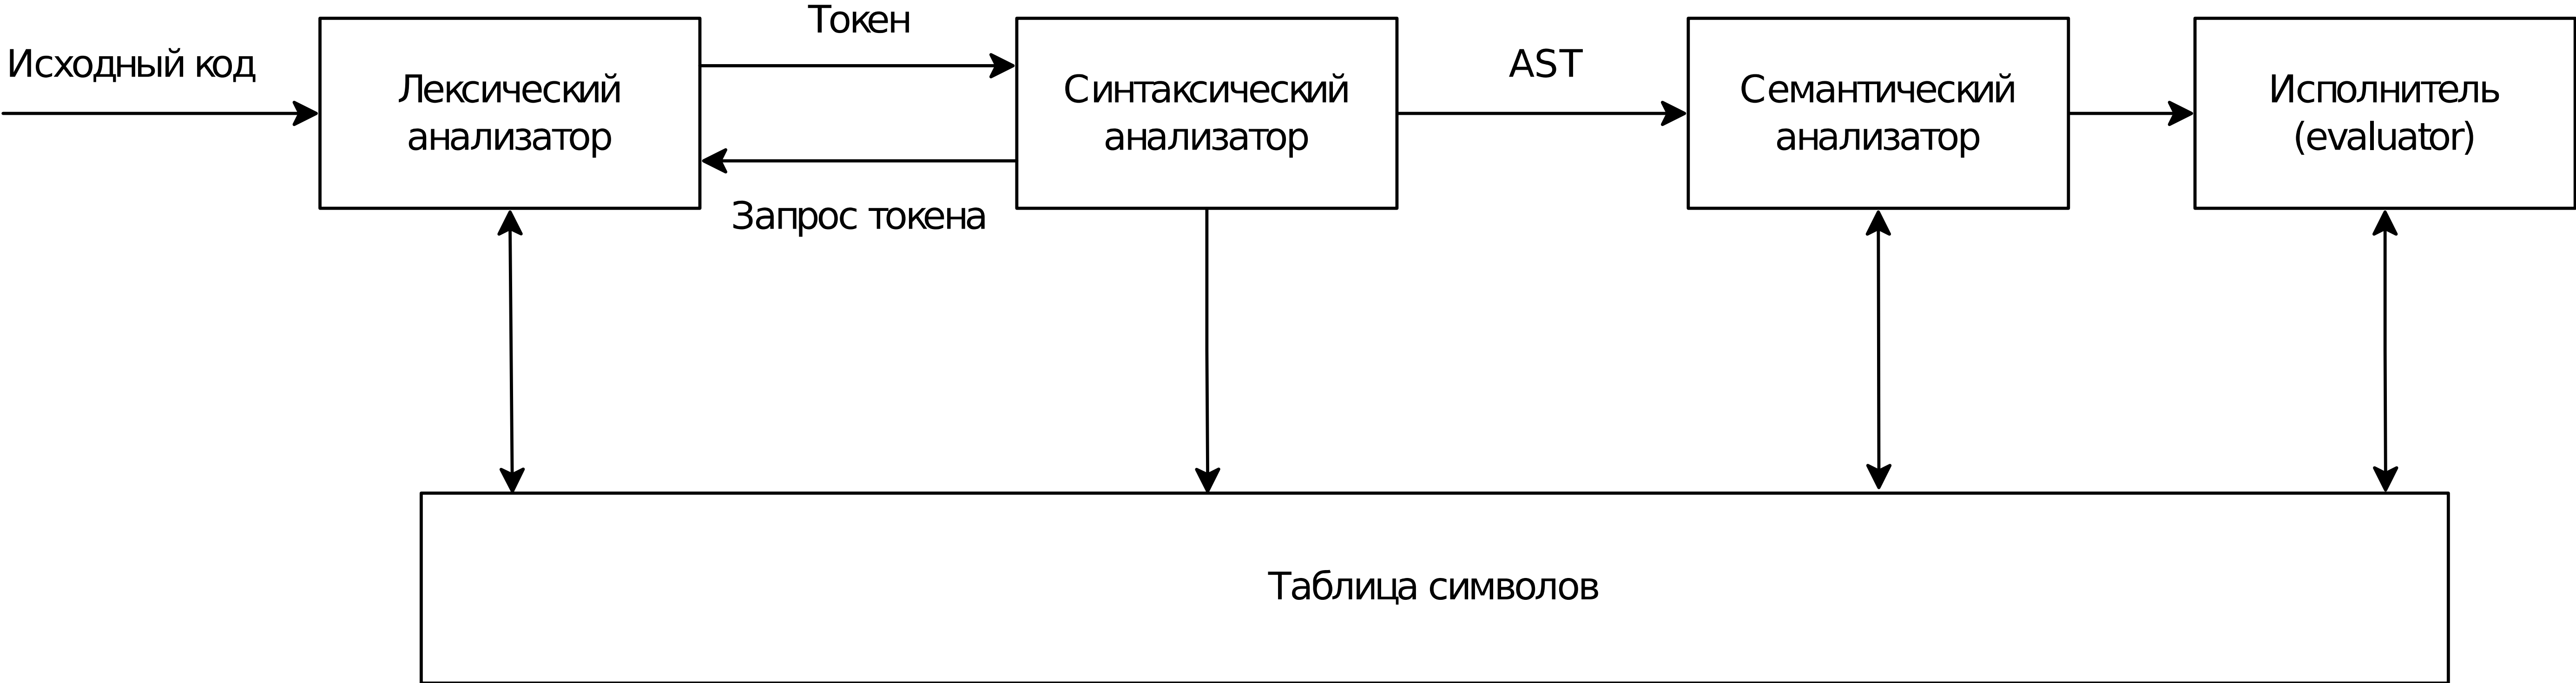 Исходный код
Лексический
анализатор
Токен
Запрос токена
Синтаксический
анализатор
AST
Семантический
анализатор
Исполнитель
(evaluator)
Таблица символов